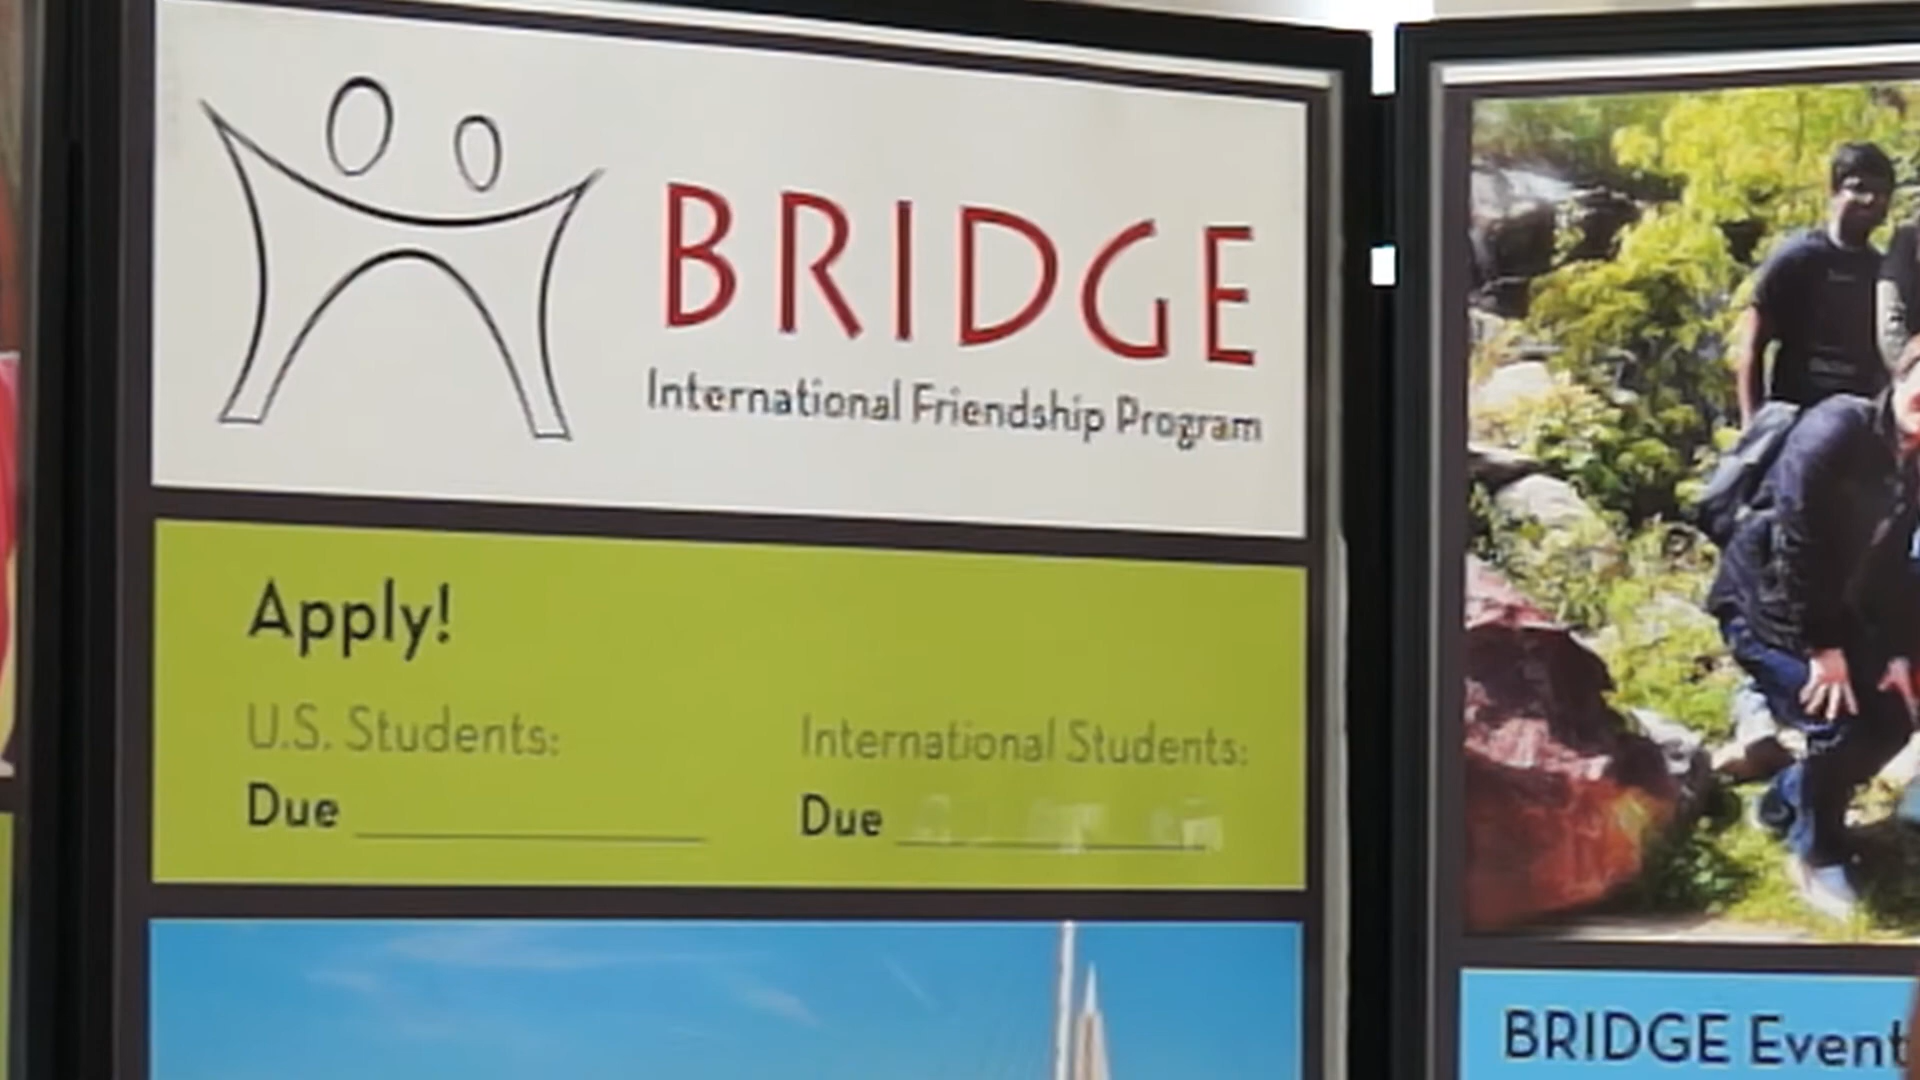 BRIDGE
International Friendship Program
Apply!
U.S. Students:
Due
International Students:
Due
BRIDGE Event